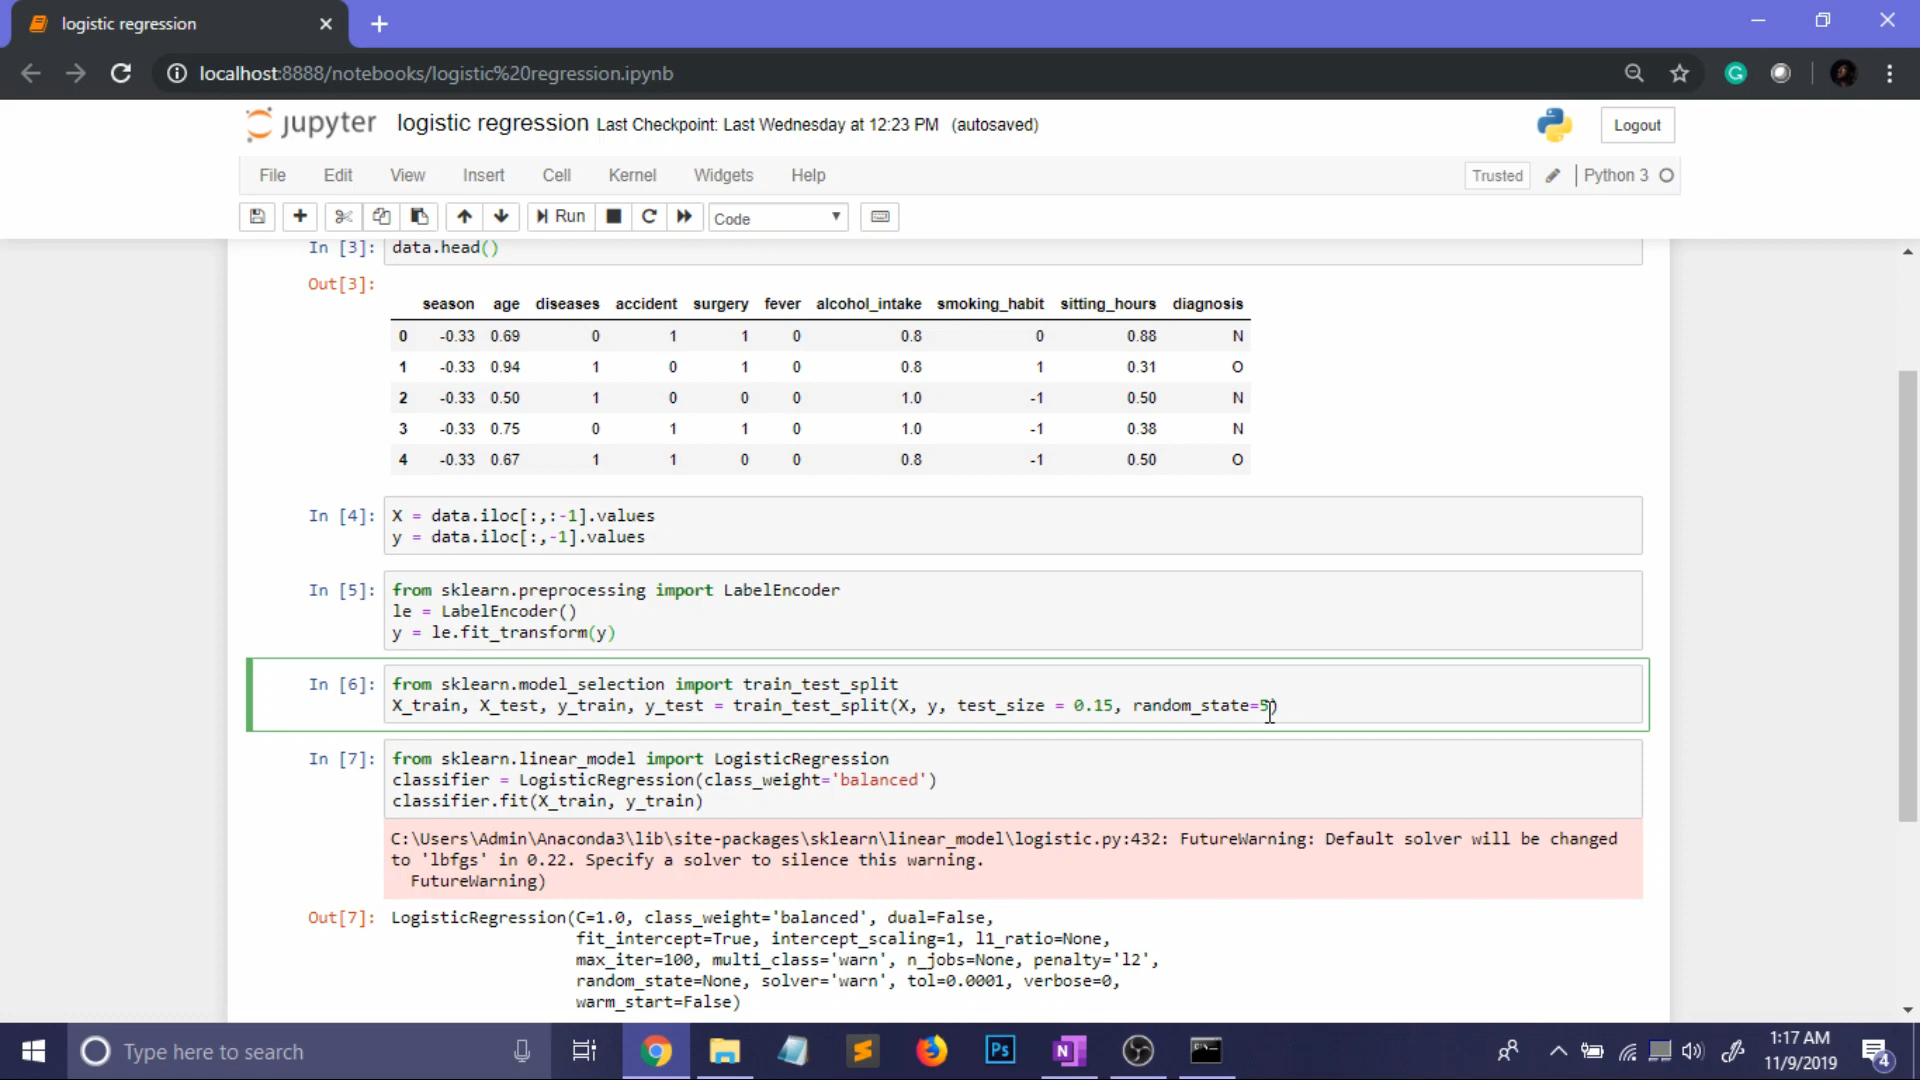 logistic regression
localhost:8888/notebooks/logistic%20regression.ipynb
jupyter logistic regression Last Checkpoint: Last Wednesday at 12:23 PM (autosaved)
Logout
File Edit View Insert Cell Kernel Widgets Help
Trusted Python 3
Run Code
In [3]: data.head()
Out[3]:
season age diseases accident surgery fever alcohol_intake smoking_habit sitting_hours diagnosis
0 -0.33 0.69 0 1 1 0 0.8 0 0.88 N
1 -0.33 0.94 1 0 1 0 0.8 1 0.31 O
2 -0.33 0.50 1 0 0 0 1.0 -1 0.50 N
3 -0.33 0.75 0 1 1 0 1.0 -1 0.38 N
4 -0.33 0.67 1 1 0 0 0.8 -1 0.50 O
In [4]: X = data.iloc[:,:-1].values
y = data.iloc[:,-1].values
In [5]: from sklearn.preprocessing import LabelEncoder
le = LabelEncoder()
y = le.fit_transform(y)
In [6]: from sklearn.model_selection import train_test_split
X_train, X_test, y_train, y_test = train_test_split(X, y, test_size = 0.15, random_state=5)
In [7]: from sklearn.linear_model import LogisticRegression
classifier = LogisticRegression(class_weight='balanced')
classifier.fit(X_train, y_train)
C:\Users\Admin\Anaconda3\lib\site-packages\sklearn\linear_model\logistic.py:432: FutureWarning: Default solver will be changed
to 'lbfgs' in 0.22. Specify a solver to silence this warning.
FutureWarning)
Out[7]: LogisticRegression(C=1.0, class_weight='balanced', dual=False,
fit_intercept=True, intercept_scaling=1, l1_ratio=None,
max_iter=100, multi_class='warn', n_jobs=None, penalty='l2',
random_state=None, solver='warn', tol=0.0001, verbose=0,
warm_start=False)
Type here to search
Ps
N
1:17 AM
11/9/2019
4